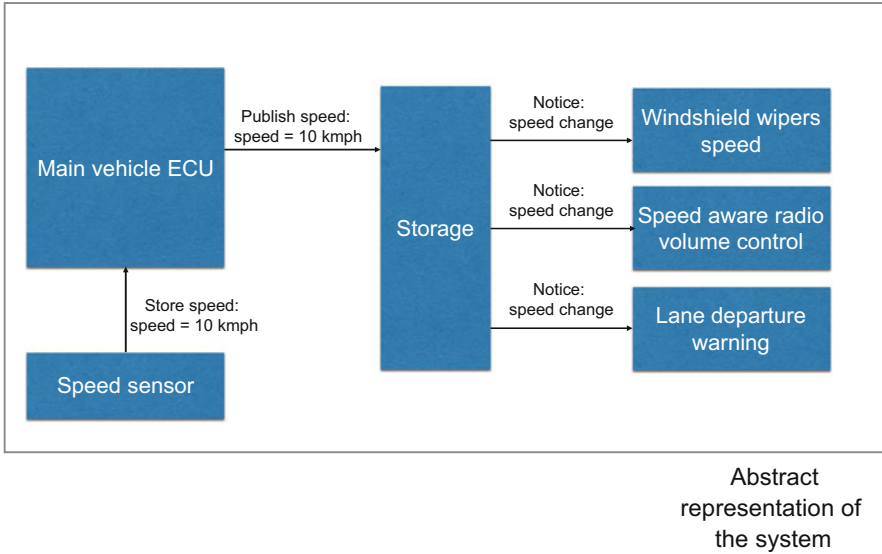 Main vehicle ECU
Publish speed:
speed = 10 kmph
Storage
Notice:
speed change
Windshield wipers
speed
Notice:
speed change
Speed aware radio
volume control
Notice:
speed change
Lane departure
warning
Store speed:
speed = 10 kmph
Speed sensor
Abstract
representation of
the system